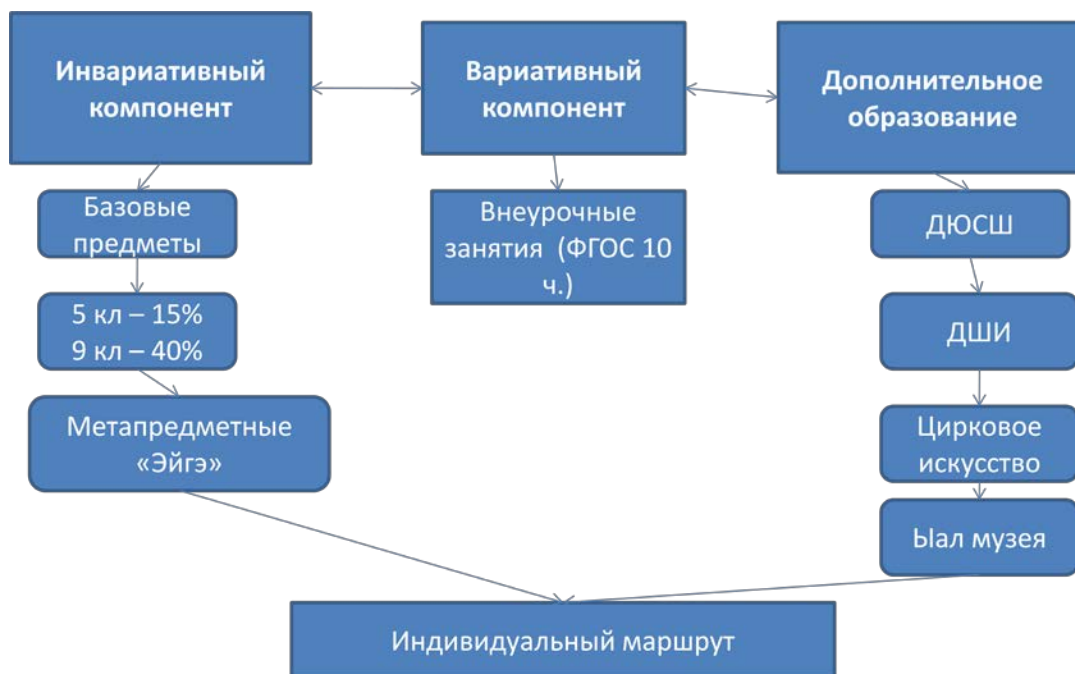 Инвариативный
компонент
Вариативный
компонент
Дополнительное
образование
Базовые
предметы
5 кл – 15%
9 кл – 40%
Метапредметные
«Эйгэ»
Внеурочные
занятия (ФГОС 10
ч.)
ДЮСШ
ДШИ
Цирковое
искусство
Ыал музея
Индивидуальный маршрут